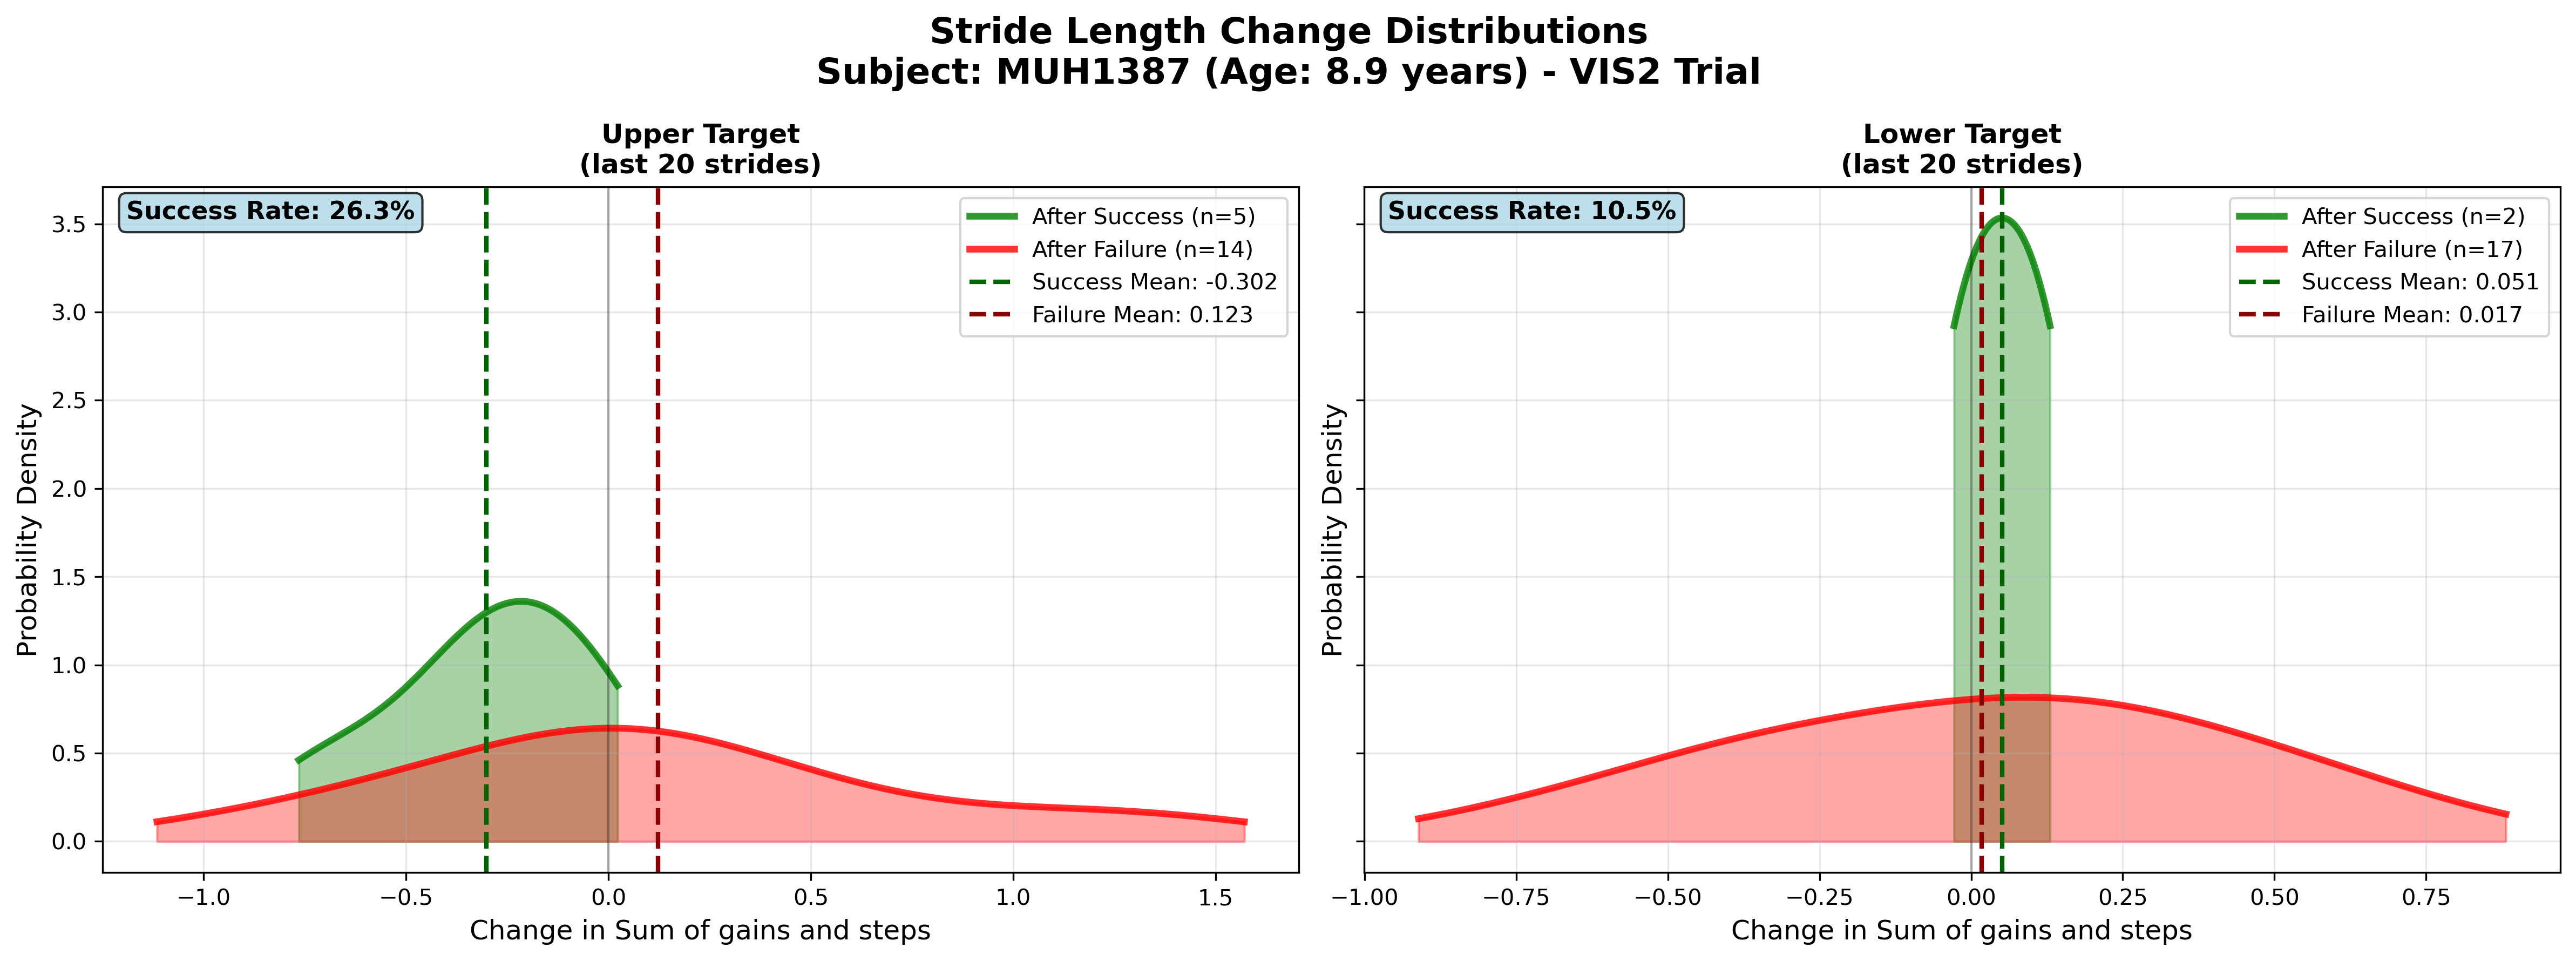 Stride Length Change Distributions
Subject: MUH1387 (Age: 8.9 years) - VIS2 Trial
Upper Target
(last 20 strides)
Success Rate: 26.3%
After Success (n=5)
After Failure (n=14)
Success Mean: -0.302
Failure Mean: 0.123
Probability Density
3.5
3.0
2.5
2.0
1.5
1.0
0.5
0.0
−1.0 −0.5 0.0 0.5 1.0 1.5
Change in Sum of gains and steps
Lower Target
(last 20 strides)
Success Rate: 10.5%
After Success (n=2)
After Failure (n=17)
Success Mean: 0.051
Failure Mean: 0.017
Probability Density
−1.00 −0.75 −0.50 −0.25 0.00 0.25 0.50 0.75
Change in Sum of gains and steps